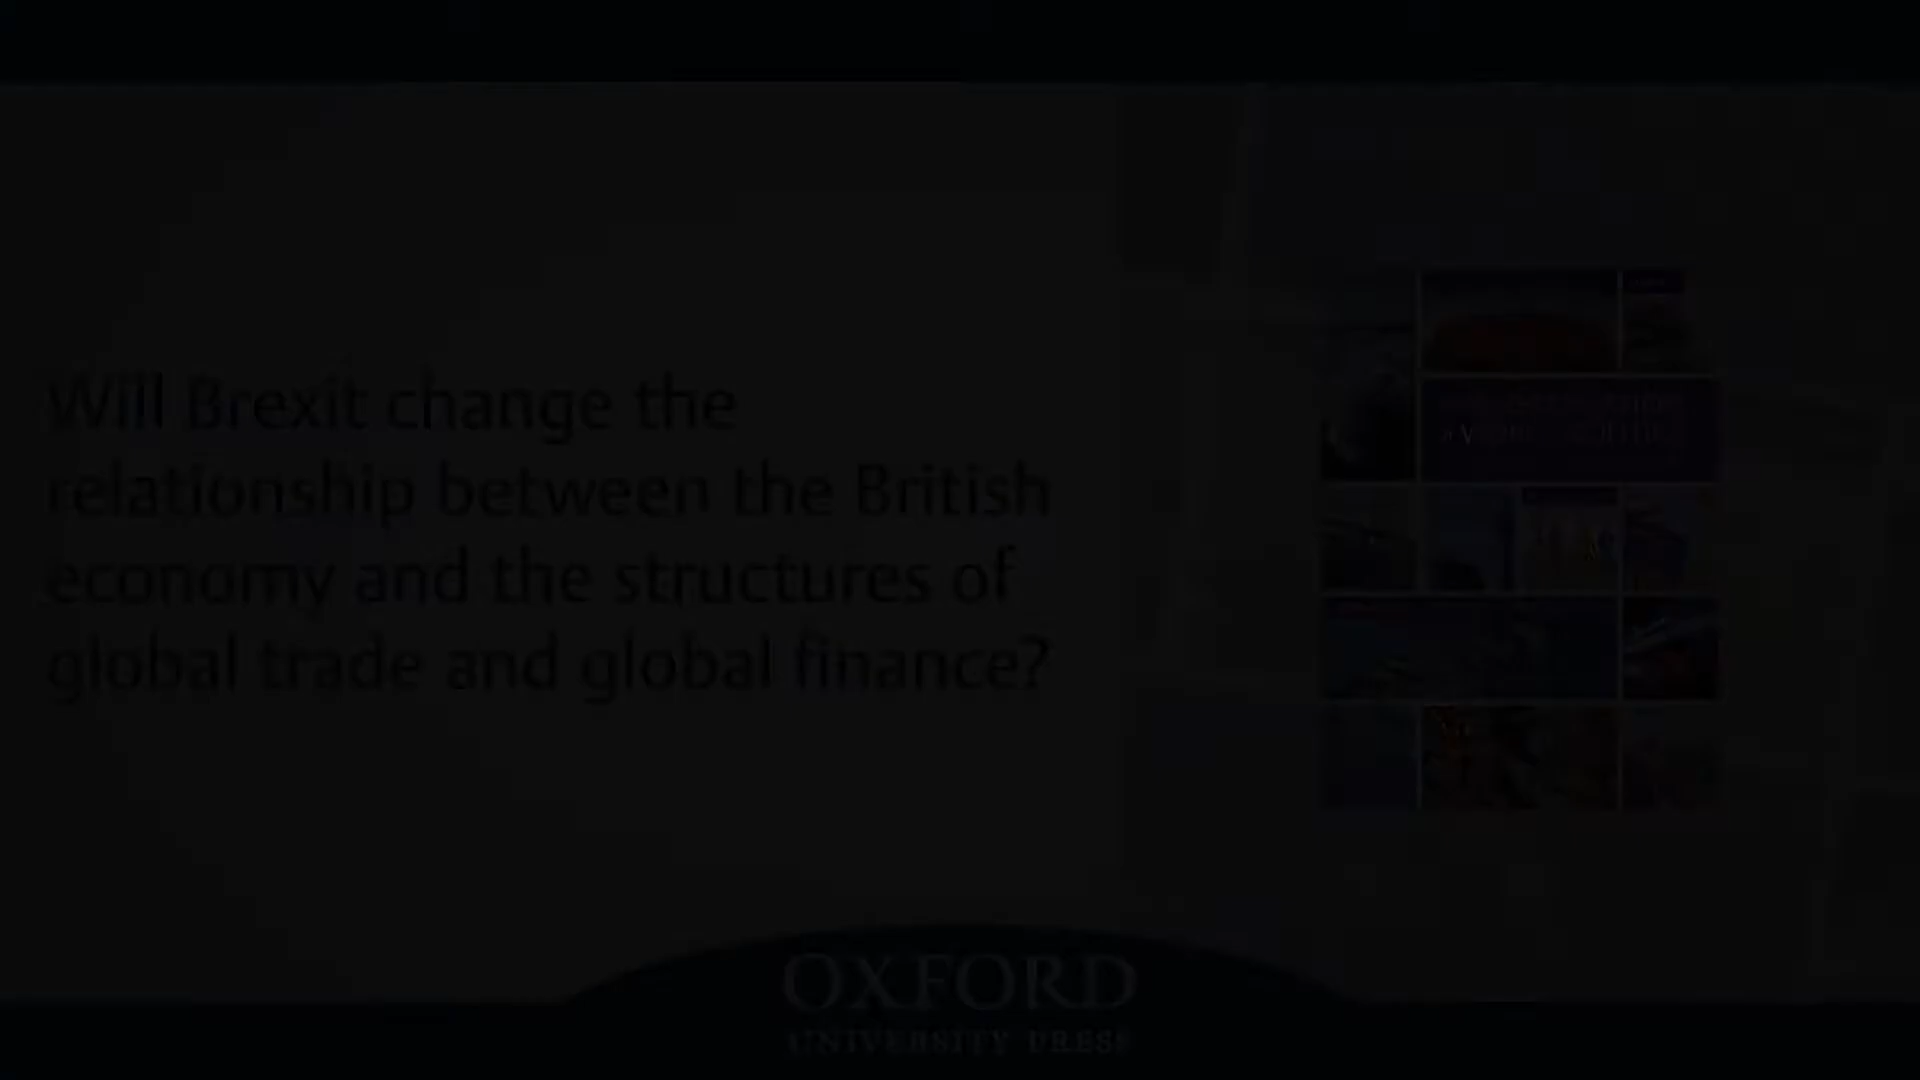 Will Brexit change the
relationship between the British
economy and the structures of
global trade and global finance?
OXFORD
UNIVERSITY PRESS